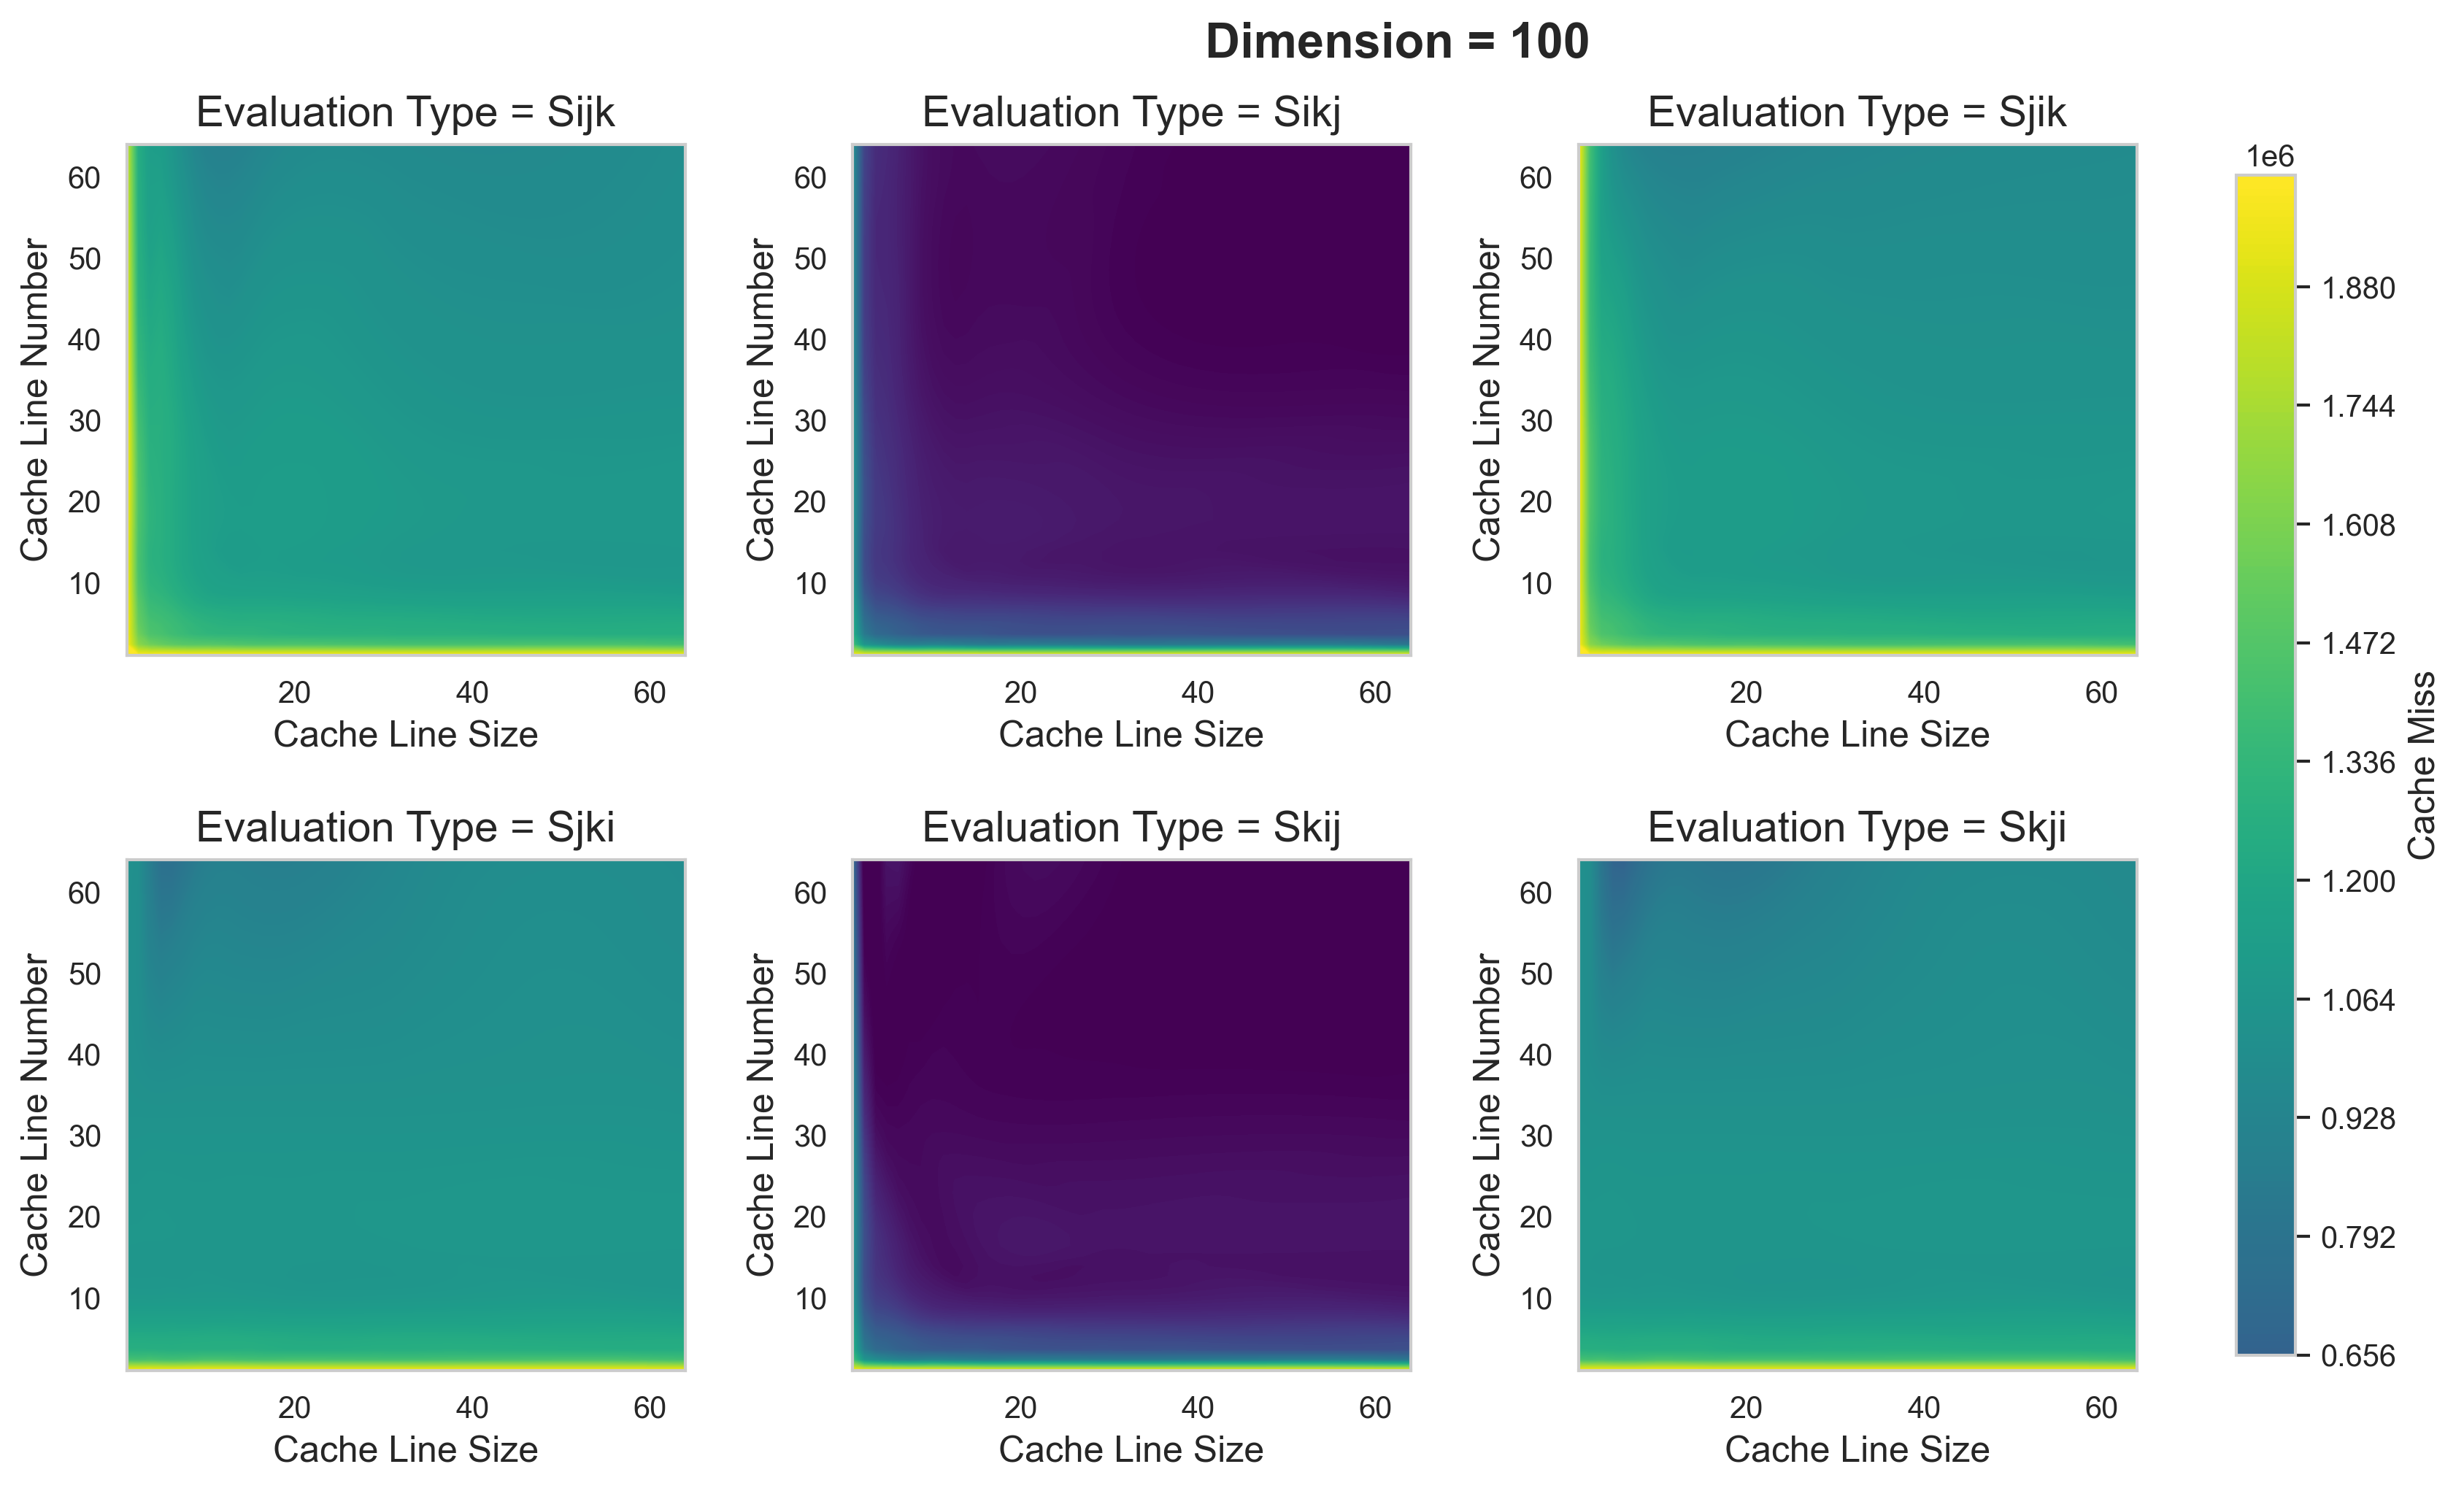 Dimension = 100
Evaluation Type = Sijk
Evaluation Type = Sikj
Evaluation Type = Sjik
Cache Line Number
60
50
40
30
20
10
20 40 60
Cache Line Size
Cache Line Number
60
50
40
30
20
10
20 40 60
Cache Line Size
Cache Line Number
60
50
40
30
20
10
20 40 60
Cache Line Size
Evaluation Type = Sjki
Evaluation Type = Skij
Evaluation Type = Skji
Cache Line Number
60
50
40
30
20
10
20 40 60
Cache Line Size
Cache Line Number
60
50
40
30
20
10
20 40 60
Cache Line Size
Cache Line Number
60
50
40
30
20
10
20 40 60
Cache Line Size
1e6
1.880
1.744
1.608
1.472
1.336
1.200
1.064
0.928
0.792
0.656
Cache Miss